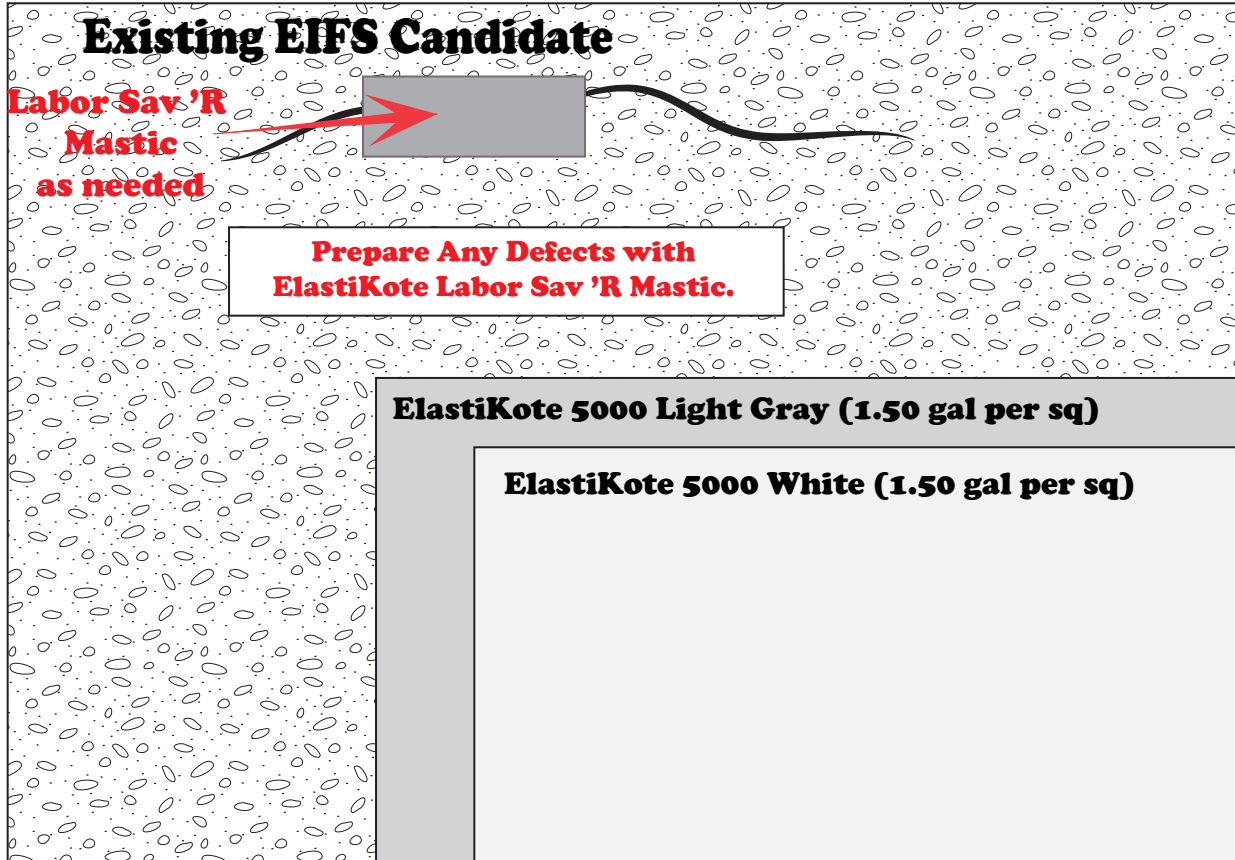 Existing EIFS Candidate
Labor Sav ’R
Mastic
as needed
Prepare Any Defects with
ElastiKote Labor Sav ’R Mastic.
ElastiKote 5000 Light Gray (1.50 gal per sq)
ElastiKote 5000 White (1.50 gal per sq)